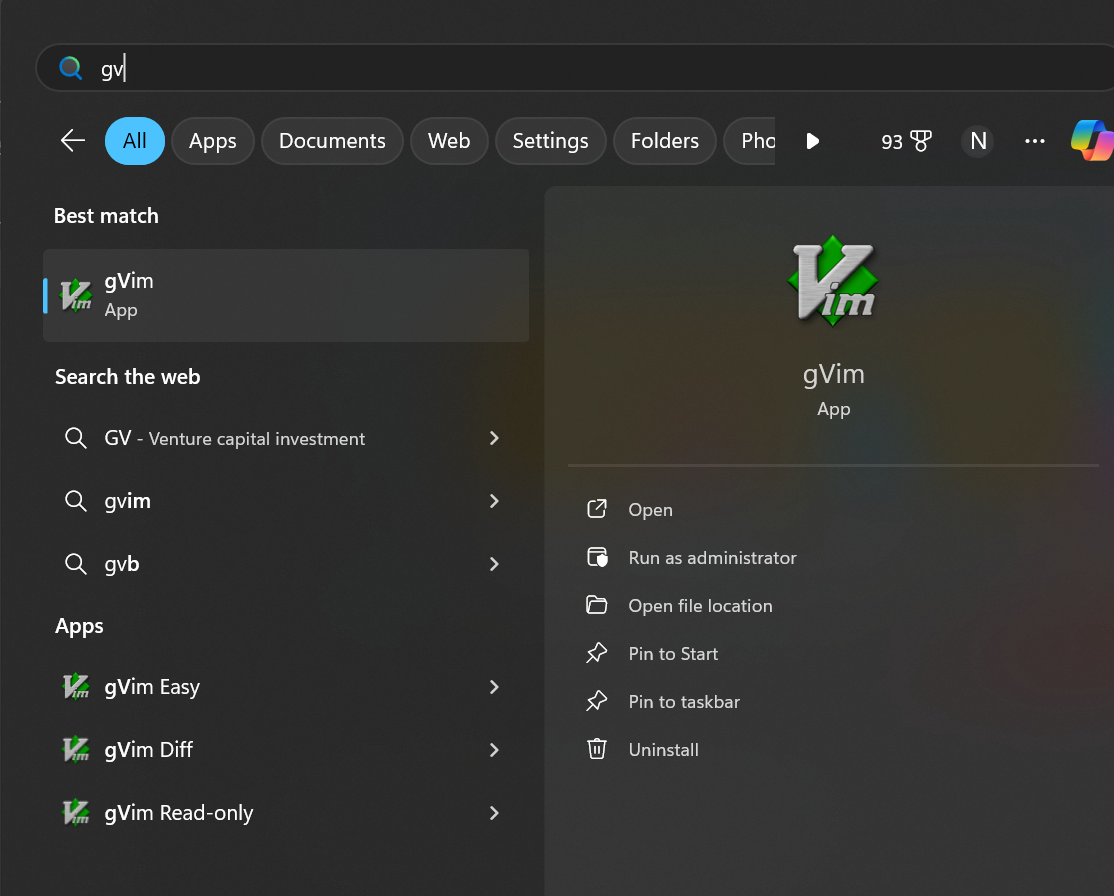 gv
All Apps Documents Web Settings Folders Pho 93 N
Best match
gVim
App
Search the web
GV - Venture capital investment
gvim
gvb
Apps
gVim Easy
gVim Diff
gVim Read-only
Vim
gVim
App
Open
Run as administrator
Open file location
Pin to Start
Pin to taskbar
Uninstall